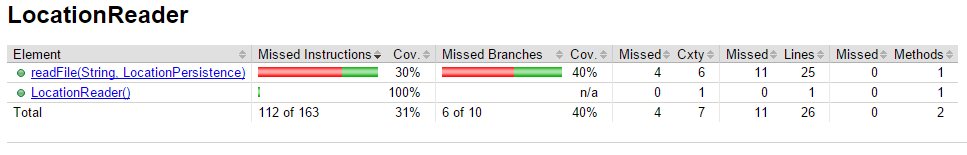 LocationReader
Element Missed Instructions Cov. Missed Branches Cov. Missed Cxty Missed Lines Missed Methods
readFile(String, LocationPersistence) 30% 40% 4 6 11 25 0 1
LocationReader() 100% n/a 0 1 0 1 0 1
Total 112 of 163 31% 6 of 10 40% 4 7 11 26 0 2